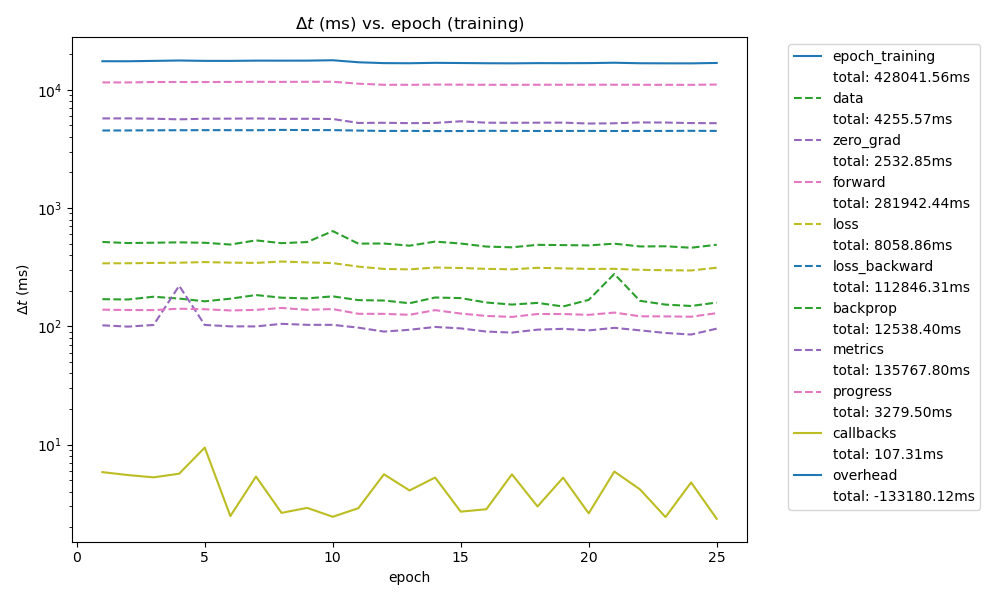 Δt (ms) vs. epoch (training)
Δt (ms)
10⁴
10³
10²
10¹
0 5 10 15 20 25
epoch
epoch_training
total: 428041.56ms
data
total: 4255.57ms
zero_grad
total: 2532.85ms
forward
total: 281942.44ms
loss
total: 8058.86ms
loss_backward
total: 112846.31ms
backprop
total: 12538.40ms
metrics
total: 135767.80ms
progress
total: 3279.50ms
callbacks
total: 107.31ms
overhead
total: -133180.12ms